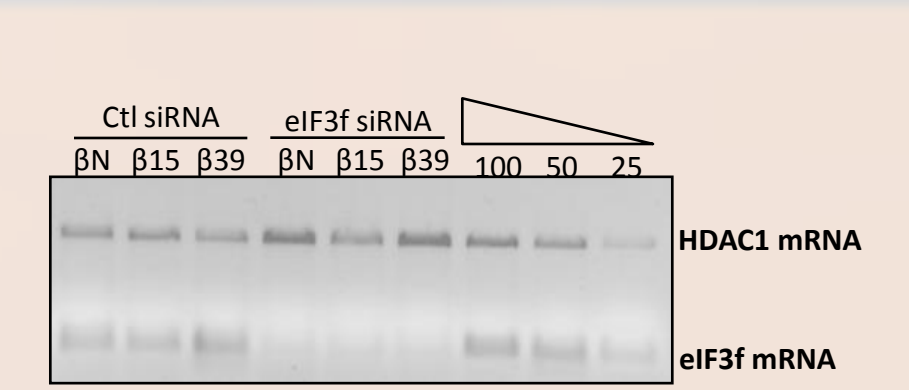 Ctl siRNA eIF3f siRNA
βN β15 β39 βN β15 β39 100 50 25
HDAC1 mRNA
eIF3f mRNA